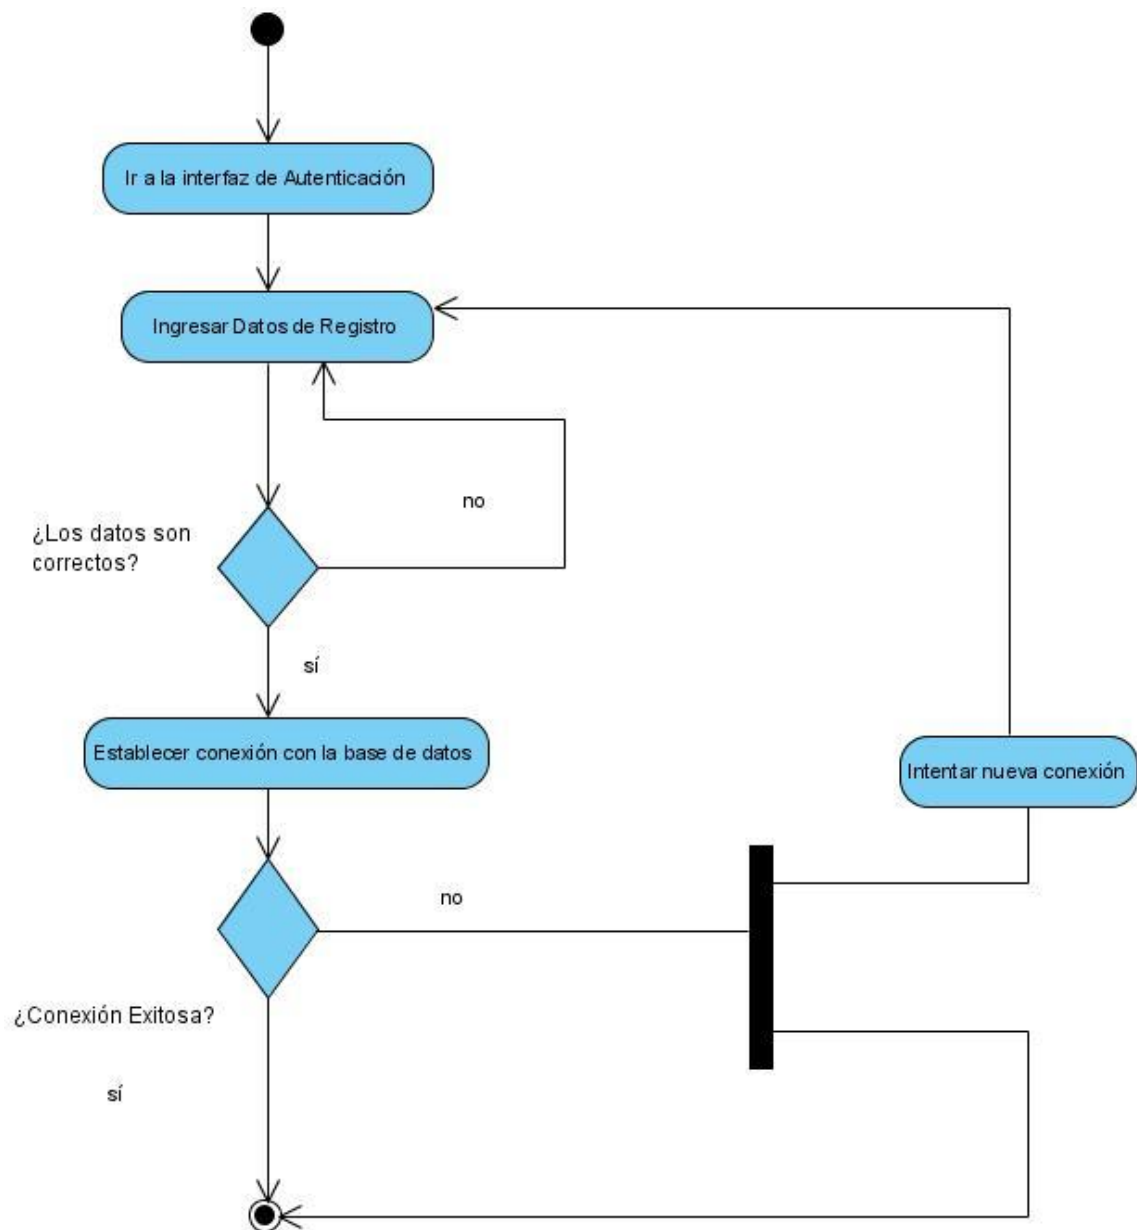 Ir a la interfaz de Autenticación
Ingresar Datos de Registro
no
¿Los datos son
correctos?
sí
Establecer conexión con la base de datos
Intentar nueva conexión
no
¿Conexión Exitosa?
sí